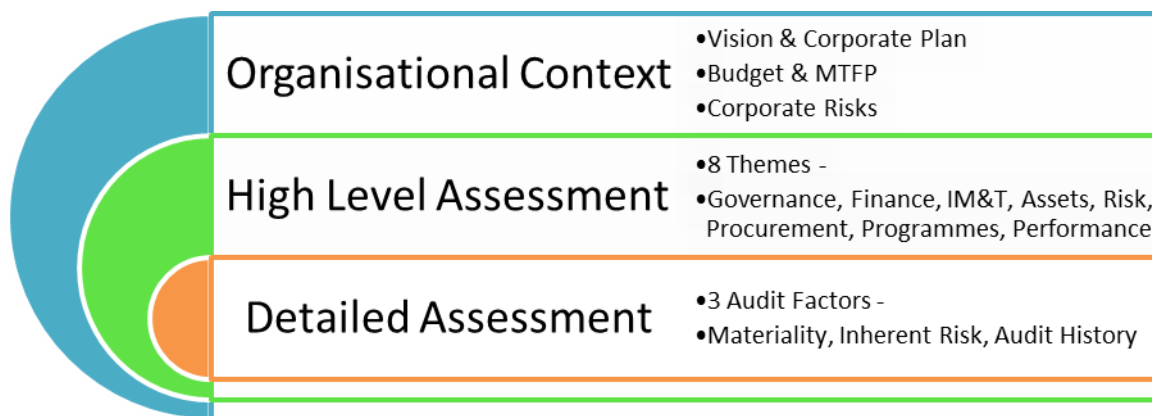 Organisational Context
•Vision & Corporate Plan
•Budget & MTFP
•Corporate Risks
High Level Assessment
•8 Themes -
•Governance, Finance, IM&T, Assets, Risk,
Procurement, Programmes, Performance
Detailed Assessment
•3 Audit Factors -
•Materiality, Inherent Risk, Audit History